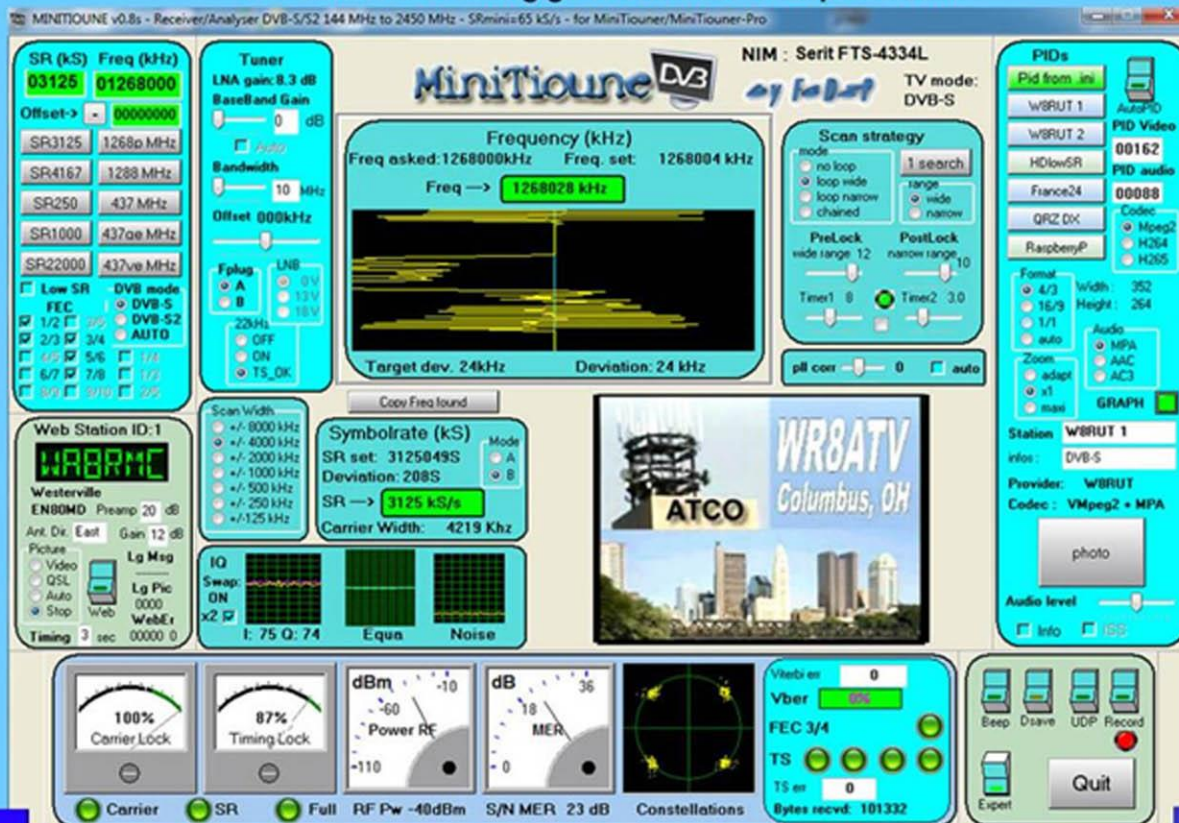 MINITIOUNE v0.8s - Receiver/Analyser DVB-S/S2 144 MHz to 2450 MHz - SRmini=65 kS/s - for MiniTiouner/MiniTiouner-Pro
SR (kS) Freq (kHz)
03125 01268000
Offset-> - 00000000
SR3125 1268p MHz
SR4167 1288 MHz
SR250 437 MHz
SR1000 437qe MHz
SR22000 437ve MHz
Low SR
DVB mode
FEC
DVB-S
DVB-S2
AUTO
1/2 3/5
2/3 3/4
4/5 5/6 1/4
6/7 7/8 1/3
8/9 9/10 2/5
Tuner
LNA gain: 8.3 dB
BaseBand Gain
0 dB
Auto
Bandwidth
10 MHz
Offset 000kHz
Fplug
A
B
LNB
0V
13V
18V
22kHz
OFF
ON
TS_OK
MiniTioune DVB
NIM : Serit FTS-4334L
TV mode:
DVB-S
Frequency (kHz)
Freq asked:1268000kHz Freq. set: 1268004 kHz
Freq —> 1268028 kHz
Target dev. 24kHz Deviation: 24 kHz
Scan strategy
mode
no loop
loop wide
loop narrow
chained
1 search
range
wide
narrow
PreLock PostLock
wide range 12 narrow range 10
Timer1 8 Timer2 3.0
pll corr 0 auto
PIDs
Pid from .ini
W8RUT 1
W8RUT 2
HDlowSR
France24
QRZ DX
RaspberryP
AutoPID
PID Video
00162
PID audio
00088
Codec
Mpeg2
H264
H265
Format
4/3
16/9
1/1
auto
Width : 352
Height : 264
Audio
MPA
AAC
AC3
Zoom
adapt
x1
maxi
GRAPH
Station W8RUT 1
infos : DVB-S
Provider: W8RUT
Codec : VMpeg2 + MPA
photo
Audio level
Info ISS
Web Station ID:1
WA8RMC
Westerville
EN80MD Preamp 20 dB
Ant. Dir. East Gain 12 dB
Picture
Video
QSL
Auto
Stop
Web
Lg Msg
Lg Pic
0000
WebEr
00000 0
Timing 3 sec
Scan Width
+/- 8000 kHz
+/- 4000 kHz
+/- 2000 kHz
+/- 1000 kHz
+/- 500 kHz
+/- 250 kHz
+/-125 kHz
Copy Freq found
Symbolrate (kS)
SR set: 3125049S
Deviation: 208S
SR —> 3125 kS/s
Carrier Width: 4219 Khz
Mode
A
B
IQ
Swap:
ON
x2
I: 75 Q: 74 Equa Noise
WR8ATV
Columbus, OH
ATCO
100%
Carrier Lock
87%
Timing Lock
dBm -10
-60
Power RF
-110
dB 36
18
MER
0
Carrier SR Full RF Pw -40dBm S/N MER 23 dB Constellations
Viterbi err 0
Vber 0%
FEC 3/4
TS
TS err 0
Bytes recvd: 101332
Beep Dsave UDP Record
Expert
Quit